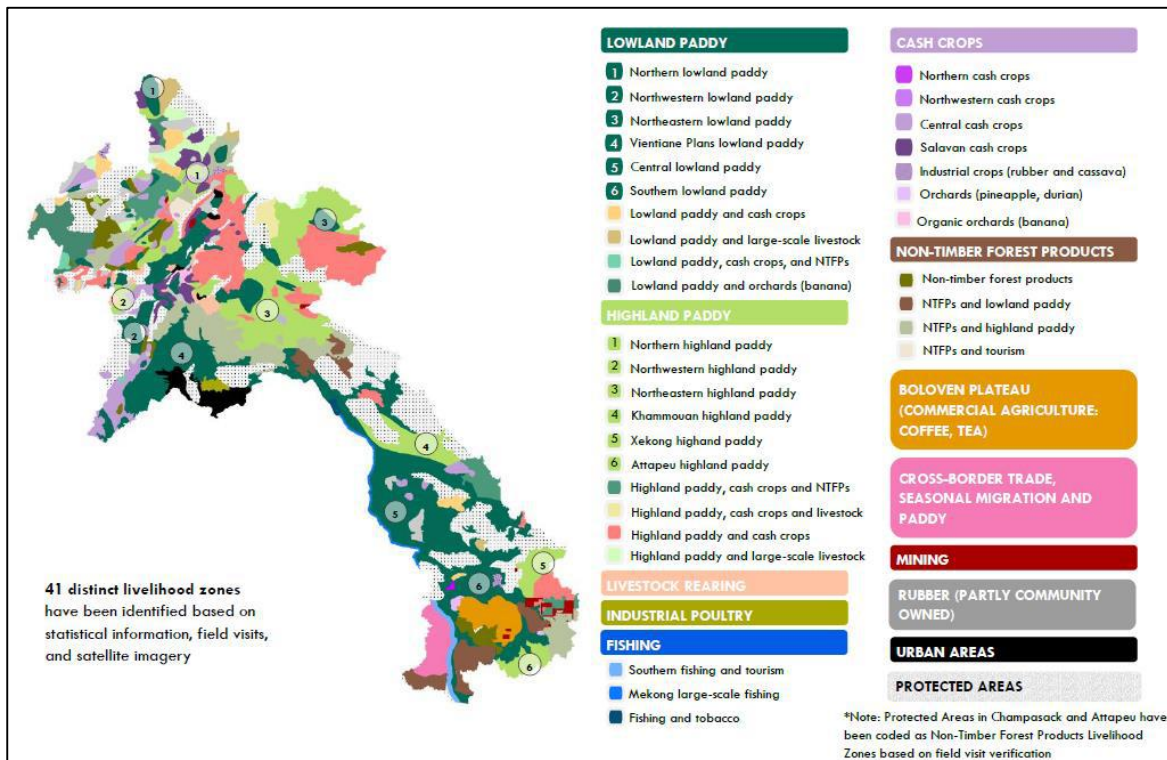 41 distinct livelihood zones
have been identified based on
statistical information, field visits,
and satellite imagery
1
1
3
2
3
2
4
4
5
5
6
6
LOWLAND PADDY
1 Northern lowland paddy
2 Northwestern lowland paddy
3 Northeastern lowland paddy
4 Vientiane Plans lowland paddy
5 Central lowland paddy
6 Southern lowland paddy
Lowland paddy and cash crops
Lowland paddy and large-scale livestock
Lowland paddy, cash crops, and NTFPs
Lowland paddy and orchards (banana)
HIGHLAND PADDY
1 Northern highland paddy
2 Northwestern highland paddy
3 Northeastern highland paddy
4 Khammouan highland paddy
5 Xekong highand paddy
6 Attapeu highland paddy
Highland paddy, cash crops and NTFPs
Highland paddy, cash crops and livestock
Highland paddy and cash crops
Highland paddy and large-scale livestock
LIVESTOCK REARING
INDUSTRIAL POULTRY
FISHING
Southern fishing and tourism
Mekong large-scale fishing
Fishing and tobacco
CASH CROPS
Northern cash crops
Northwestern cash crops
Central cash crops
Salavan cash crops
Industrial crops (rubber and cassava)
Orchards (pineapple, durian)
Organic orchards (banana)
NON-TIMBER FOREST PRODUCTS
Non-timber forest products
NTFPs and lowland paddy
NTFPs and highland paddy
NTFPs and tourism
BOLOVEN PLATEAU
(COMMERCIAL AGRICULTURE:
COFFEE, TEA)
CROSS-BORDER TRADE,
SEASONAL MIGRATION AND
PADDY
MINING
RUBBER (PARTLY COMMUNITY
OWNED)
URBAN AREAS
PROTECTED AREAS
*Note: Protected Areas in Champasack and Attapeu have
been coded as Non-Timber Forest Products Livelihood
Zones based on field visit verification